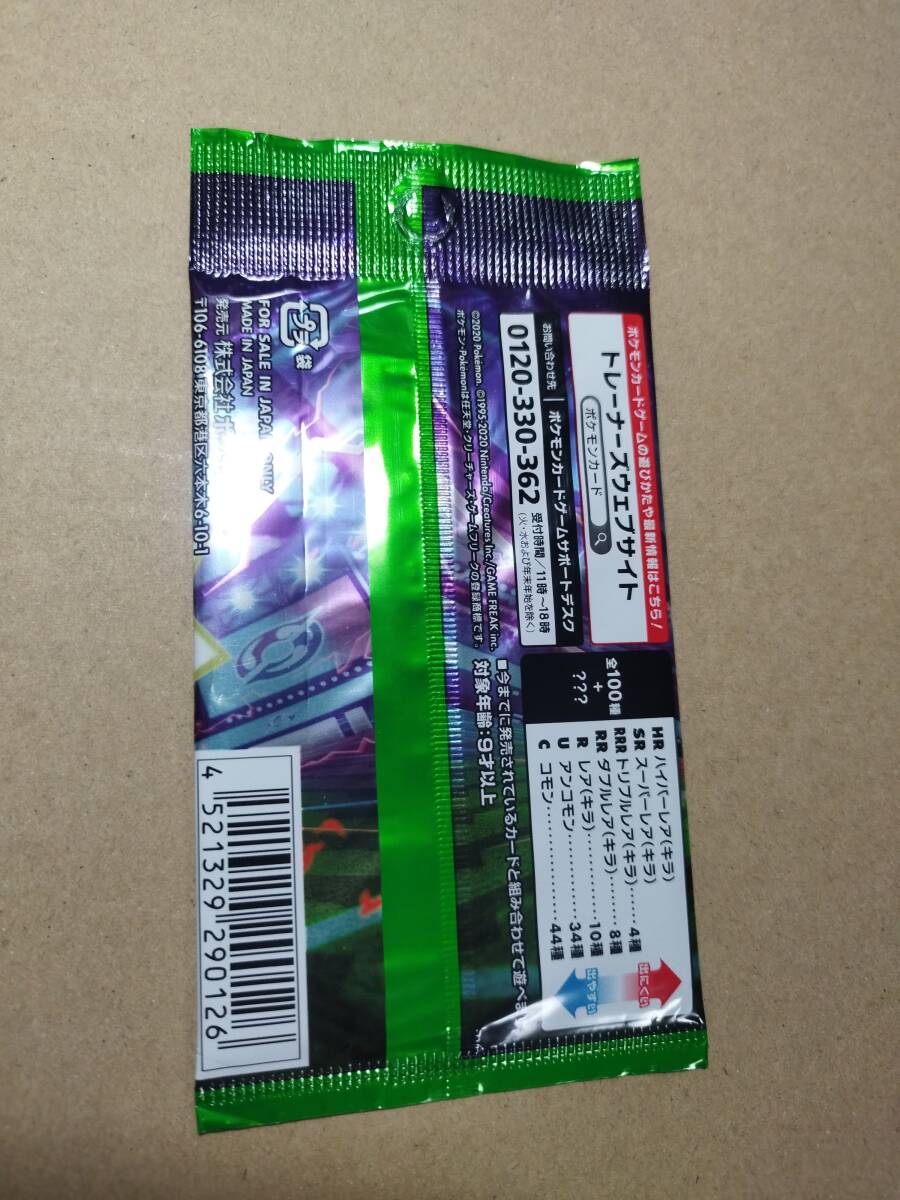 ポケモンカードゲームの遊びかたや最新情報はこちら!
トレーナーズウェブサイト
ポケモンカード
お問い合わせ先 ポケモンカードゲームサポートデスク
0120-330-362 受付時間/11時~18時
(火・水および年末年始を除く)
©2020 Pokémon. ©1995-2020 Nintendo/Creatures Inc./GAME FREAK inc.
ポケモン・Pokémonは任天堂・クリーチャーズ・ゲームフリークの登録商標です。
全100種
+
???
HR ハイパーレア(キラ)
SR スーパーレア(キラ)
RRR トリプルレア(キラ)……4種
RR ダブルレア(キラ)……8種
R レア(キラ)……10種
U アンコモン……34種
C コモン……44種
出にくい
出やすい
■今までに発売されているカードと組み合わせて遊べま
対象年齢:9才以上
袋
プラ
FOR SALE IN JAPAN ONLY
MADE IN JAPAN
発売元 株式会社ポ
〒106-6108 東京都港区六本木6-10-1
4 521329 290126